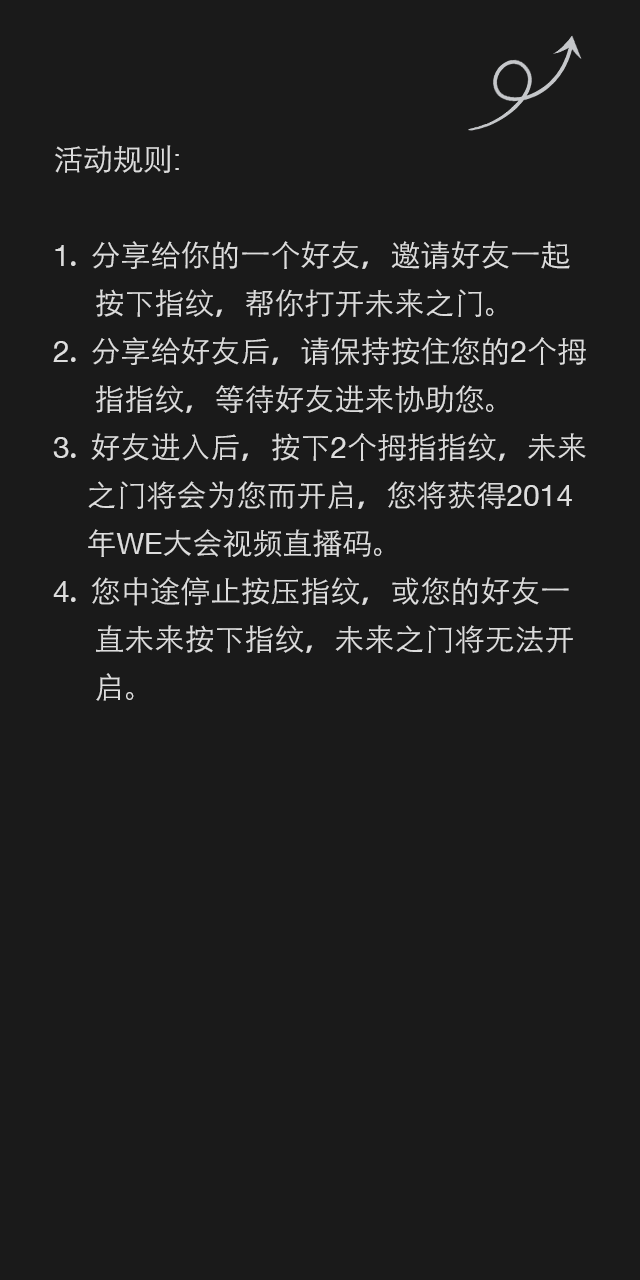 活动规则:
1. 分享给你的一个好友，邀请好友一起
按下指纹，帮你打开未来之门。
2. 分享给好友后，请保持按住您的2个拇
指指纹，等待好友进来协助您。
3. 好友进入后，按下2个拇指指纹，未来
之门将会为您而开启，您将获得2014
年WE大会视频直播码。
4. 您中途停止按压指纹，或您的好友一
直未来按下指纹，未来之门将无法开
启。